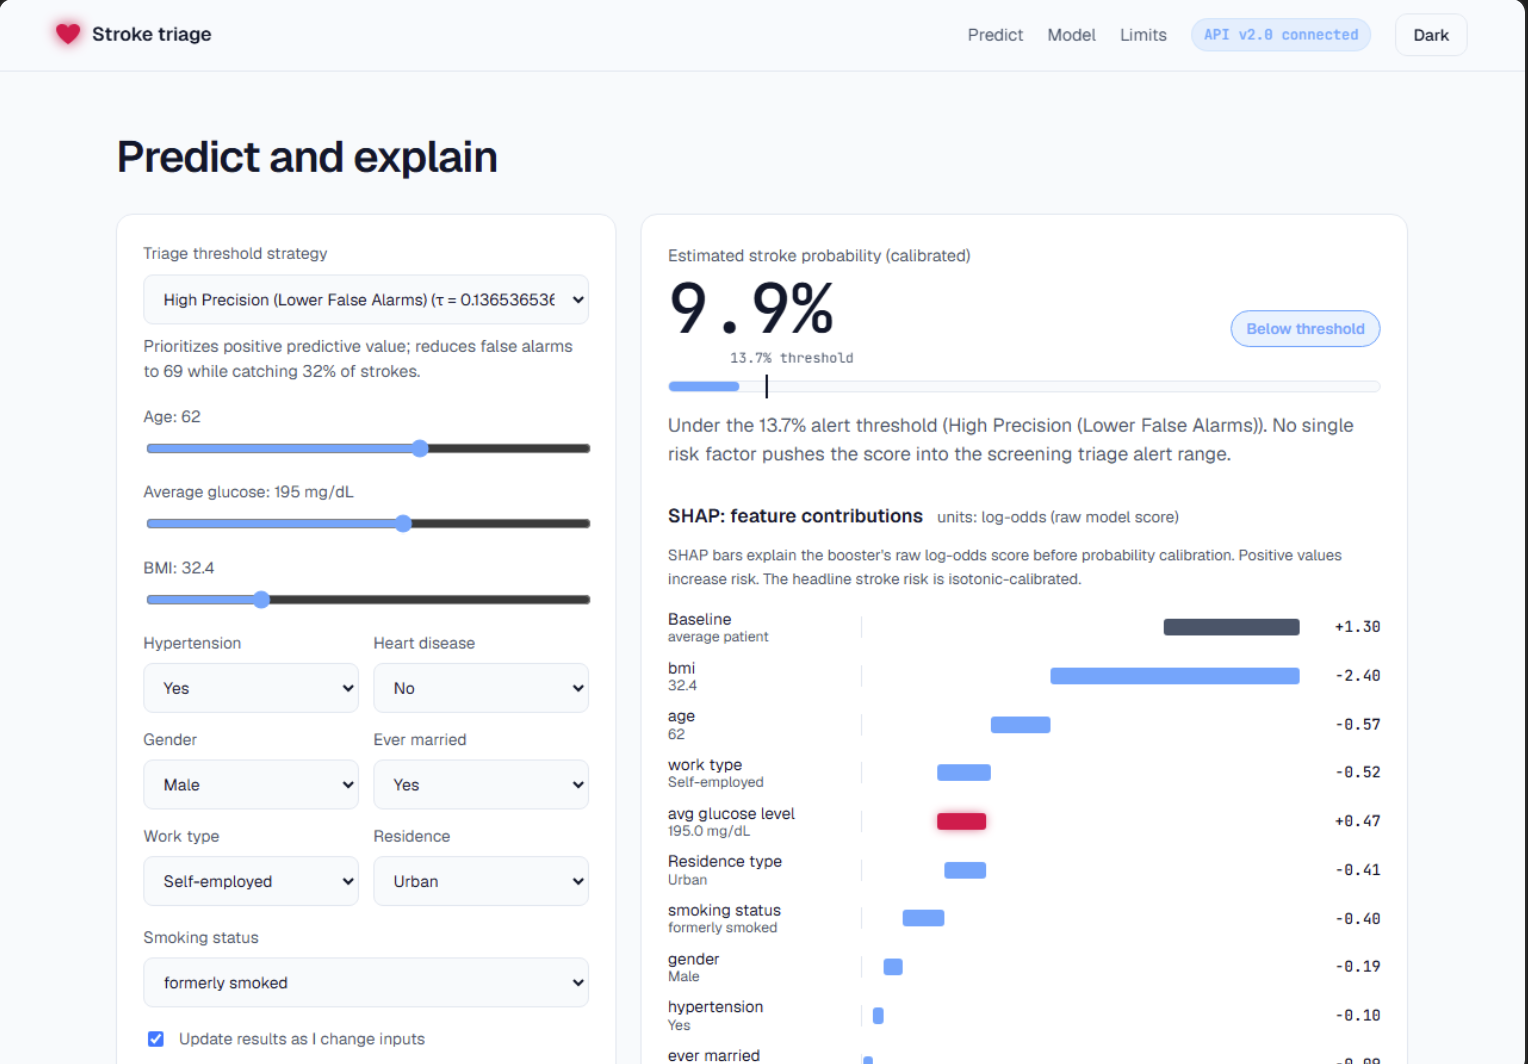 Stroke triage
Predict
Model
Limits
API v2.0 connected
Dark
Predict and explain
Triage threshold strategy
High Precision (Lower False Alarms) (τ = 0.136536536
Prioritizes positive predictive value; reduces false alarms
to 69 while catching 32% of strokes.
Age: 62
Average glucose: 195 mg/dL
BMI: 32.4
Hypertension
Heart disease
Yes
No
Gender
Ever married
Male
Yes
Work type
Residence
Self-employed
Urban
Smoking status
formerly smoked
Update results as I change inputs
Estimated stroke probability (calibrated)
9.9%
Below threshold
13.7% threshold
Under the 13.7% alert threshold (High Precision (Lower False Alarms)). No single
risk factor pushes the score into the screening triage alert range.
SHAP: feature contributions units: log-odds (raw model score)
SHAP bars explain the booster's raw log-odds score before probability calibration. Positive values
increase risk. The headline stroke risk is isotonic-calibrated.
Baseline
average patient
+1.30
bmi
32.4
-2.40
age
62
-0.57
work type
Self-employed
-0.52
avg glucose level
195.0 mg/dL
+0.47
Residence type
Urban
-0.41
smoking status
formerly smoked
-0.40
gender
Male
-0.19
hypertension
Yes
-0.10
ever married